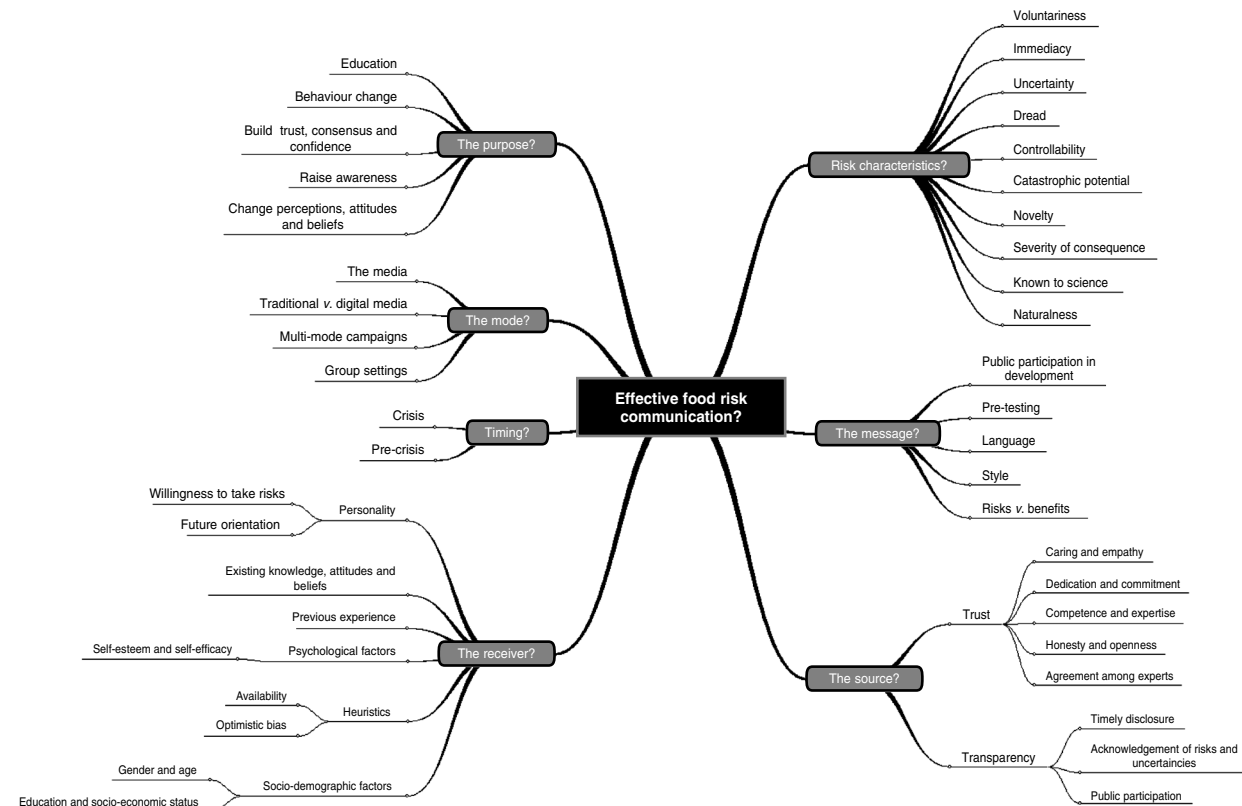 Effective food risk
communication?
The purpose?
Education
Behaviour change
Build trust, consensus and
confidence
Raise awareness
Change perceptions, attitudes
and beliefs
The mode?
The media
Traditional v. digital media
Multi-mode campaigns
Group settings
Timing?
Crisis
Pre-crisis
The receiver?
Personality
Willingness to take risks
Future orientation
Existing knowledge, attitudes and
beliefs
Previous experience
Psychological factors
Self-esteem and self-efficacy
Heuristics
Availability
Optimistic bias
Socio-demographic factors
Gender and age
Education and socio-economic status
Risk characteristics?
Voluntariness
Immediacy
Uncertainty
Dread
Controllability
Catastrophic potential
Novelty
Severity of consequence
Known to science
Naturalness
The message?
Public participation in
development
Pre-testing
Language
Style
Risks v. benefits
The source?
Trust
Caring and empathy
Dedication and commitment
Competence and expertise
Honesty and openness
Agreement among experts
Transparency
Timely disclosure
Acknowledgement of risks and
uncertaincies
Public participation